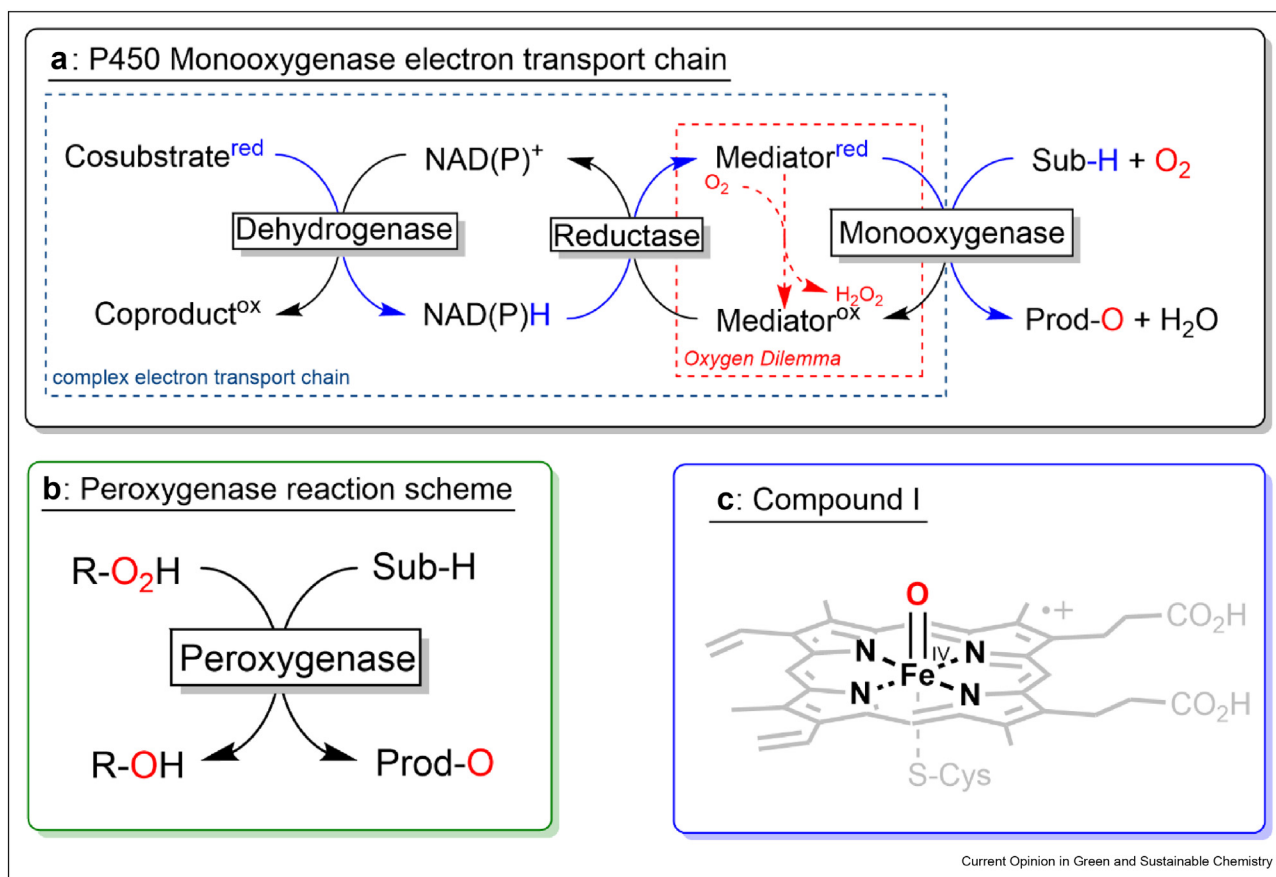 a: P450 Monooxygenase electron transport chain
Cosubstrate^red
NAD(P)⁺
Mediator^red
Sub-H + O₂
O₂
Dehydrogenase
Reductase
Monooxygenase
H₂O₂
Coproduct^ox
NAD(P)H
Mediator^ox
Prod-O + H₂O
Oxygen Dilemma
complex electron transport chain
b: Peroxygenase reaction scheme
R-O₂H
Sub-H
Peroxygenase
R-OH
Prod-O
c: Compound I
O
•+
CO₂H
N
IV
N
Fe
N
N
CO₂H
S-Cys
Current Opinion in Green and Sustainable Chemistry